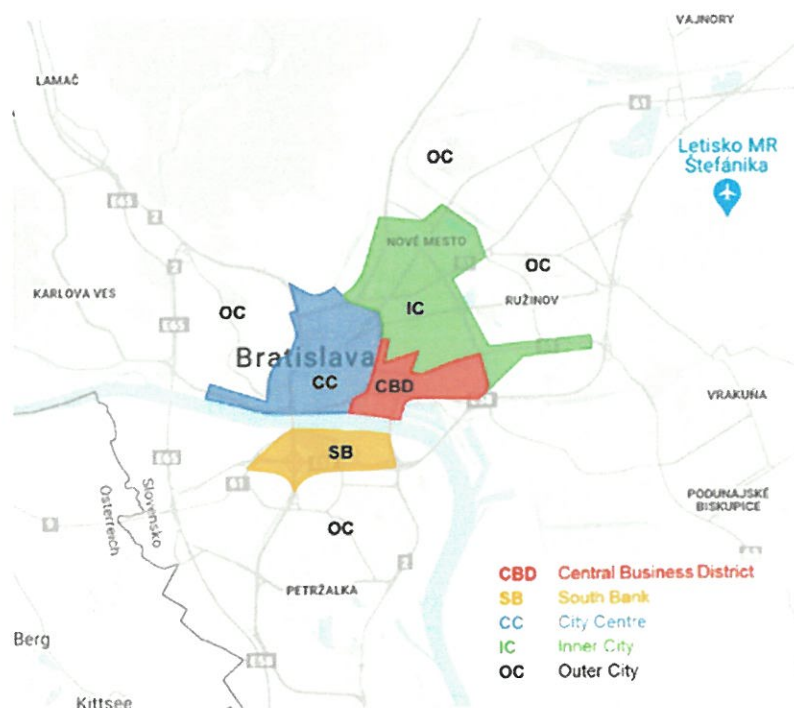 VAJNORY
LAMAČ
61
OC
Letisko MR
Štefánika
E65
2
NOVÉ MESTO
2
OC
KARLOVA VES
OC
IC
RUŽINOV
E65
Bratislava
CC
CBD
VRAKUŇA
SB
E65
61
Slovensko
Österreich
PODUNAJSKÉ
BISKUPICE
9
OC
2
CBD Central Business District
PETRŽALKA
SB South Bank
CC City Centre
Berg
IC Inner City
OC Outer City
Kittsee